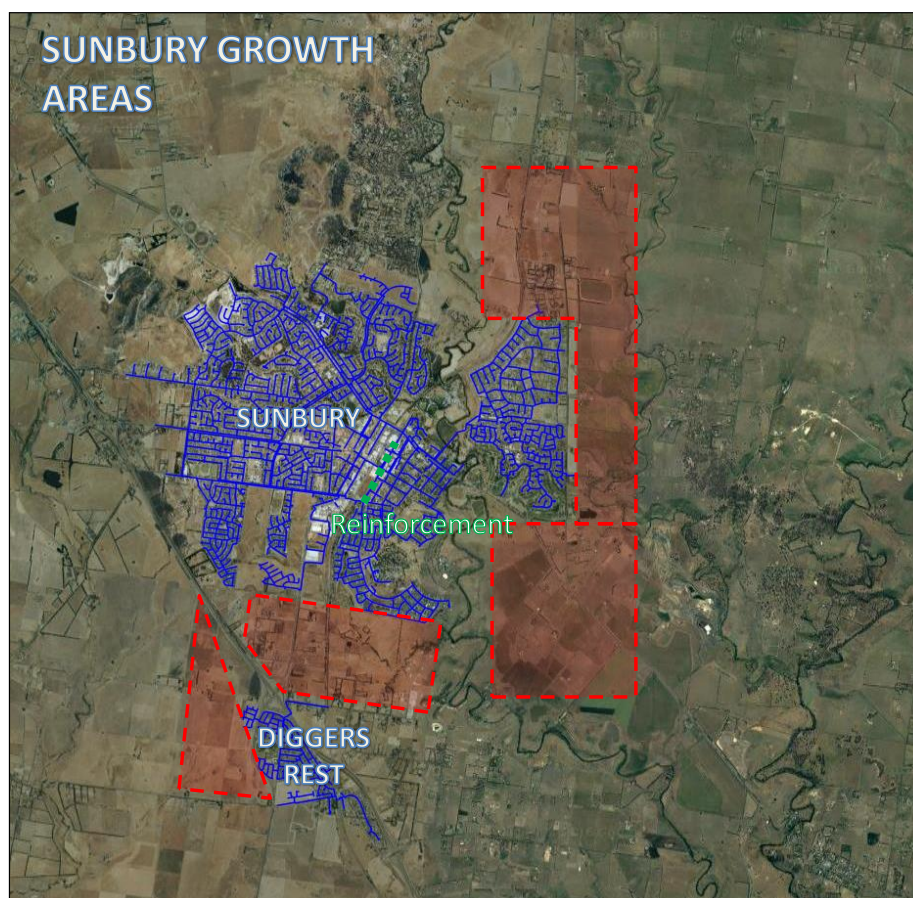 SUNBURY GROWTH
AREAS
SUNBURY
Reinforcement
DIGGERS
REST